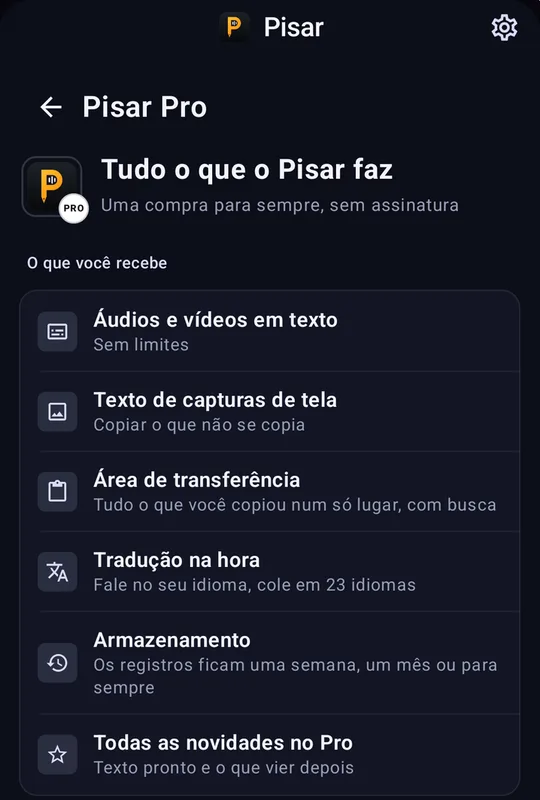 Pisar
Pisar Pro
Tudo o que o Pisar faz
PRO
Uma compra para sempre, sem assinatura
O que você recebe
Áudios e vídeos em texto
Sem limites
Texto de capturas de tela
Copiar o que não se copia
Área de transferência
Tudo o que você copiou num só lugar, com busca
Tradução na hora
Fale no seu idioma, cole em 23 idiomas
Armazenamento
Os registros ficam uma semana, um mês ou para
sempre
Todas as novidades no Pro
Texto pronto e o que vier depois